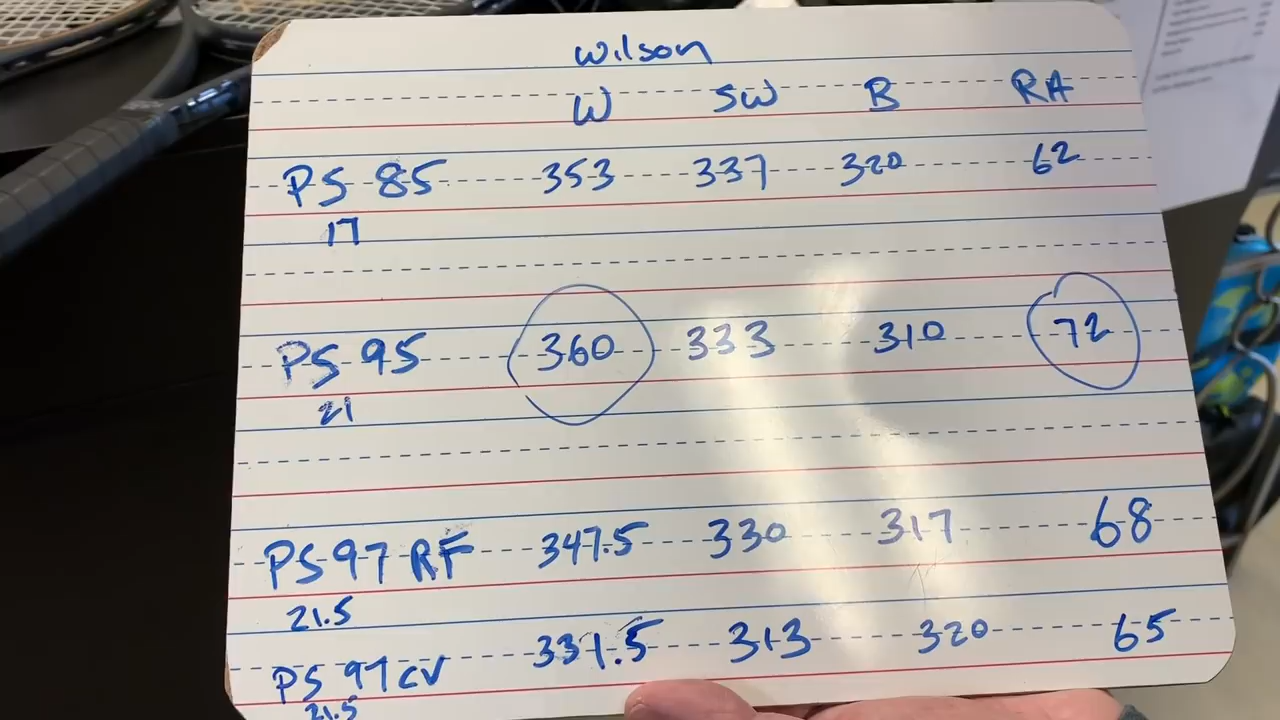 Wilson
W SW B RA
PS 85 353 337 320 62
17
PS 95 360 333 310 72
21
PS 97 RF 347.5 330 317 68
21.5
PS 97 CV 331.5 313 320 65
21.5